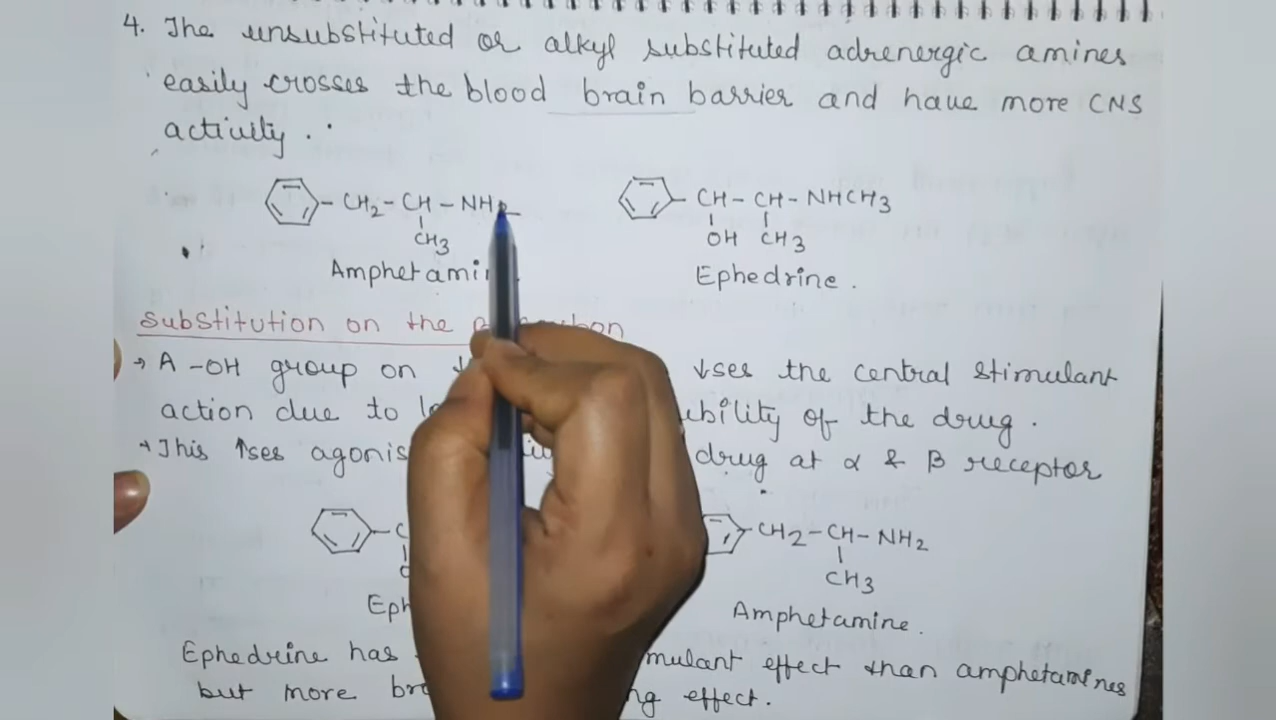 4. The unsubstituted or alkyl substituted adrenergic amines
easily crosses the blood brain barrier and have more CNS
activity.
- CH2 - CH - NH
CH3
Amphetami
- CH - CH - NHCH3
OH CH3
Ephedrine.
Substitution on the
→ A -OH group on ↓ses the central stimulant
action due to of the drug.
→ This ↑ses drug at α & β receptor
CH2 - CH - NH2
CH3
Amphetamine.
Ephedrine has effect than amphetamines
but more effect.